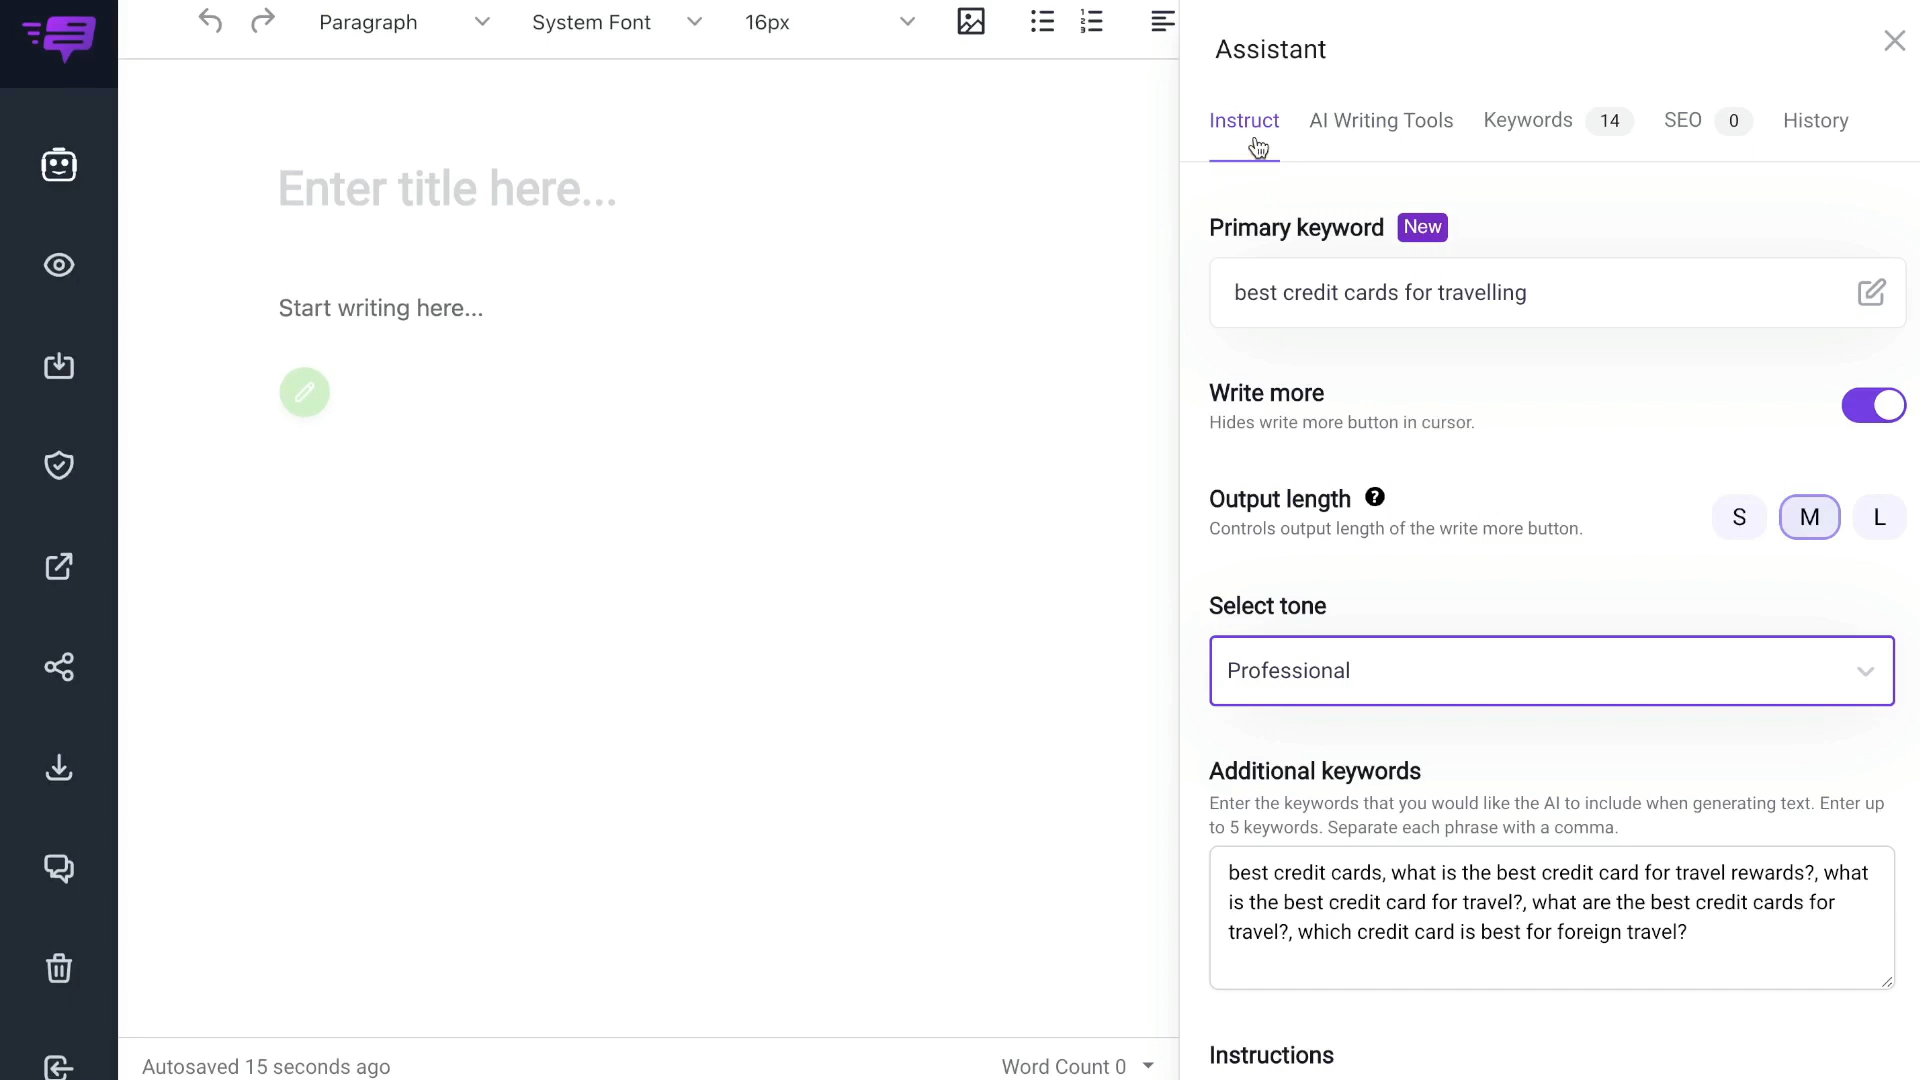 Paragraph
System Font
16px
Assistant
Instruct
AI Writing Tools
Keywords 14
SEO 0
History
Enter title here...
Start writing here...
Primary keyword New
best credit cards for travelling
Write more
Hides write more button in cursor.
Output length ?
Controls output length of the write more button.
S M L
Select tone
Professional
Additional keywords
Enter the keywords that you would like the AI to include when generating text. Enter up
to 5 keywords. Separate each phrase with a comma.
best credit cards, what is the best credit card for travel rewards?, what
is the best credit card for travel?, what are the best credit cards for
travel?, which credit card is best for foreign travel?
Instructions
Autosaved 15 seconds ago
Word Count 0